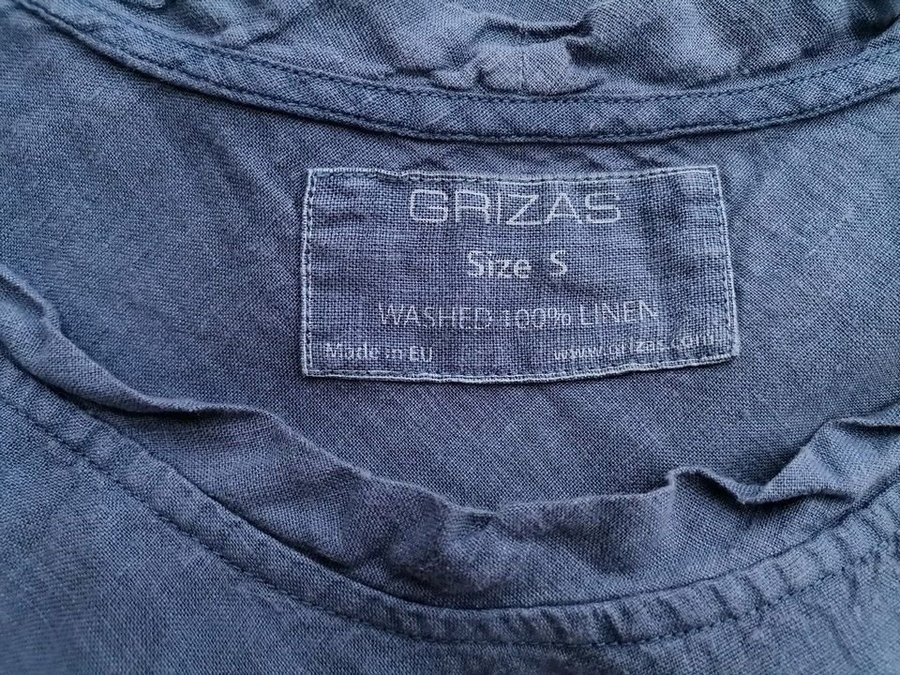 GRIZAS
Size S
WASHED 100% LINEN
Made in EU www.grizas.com